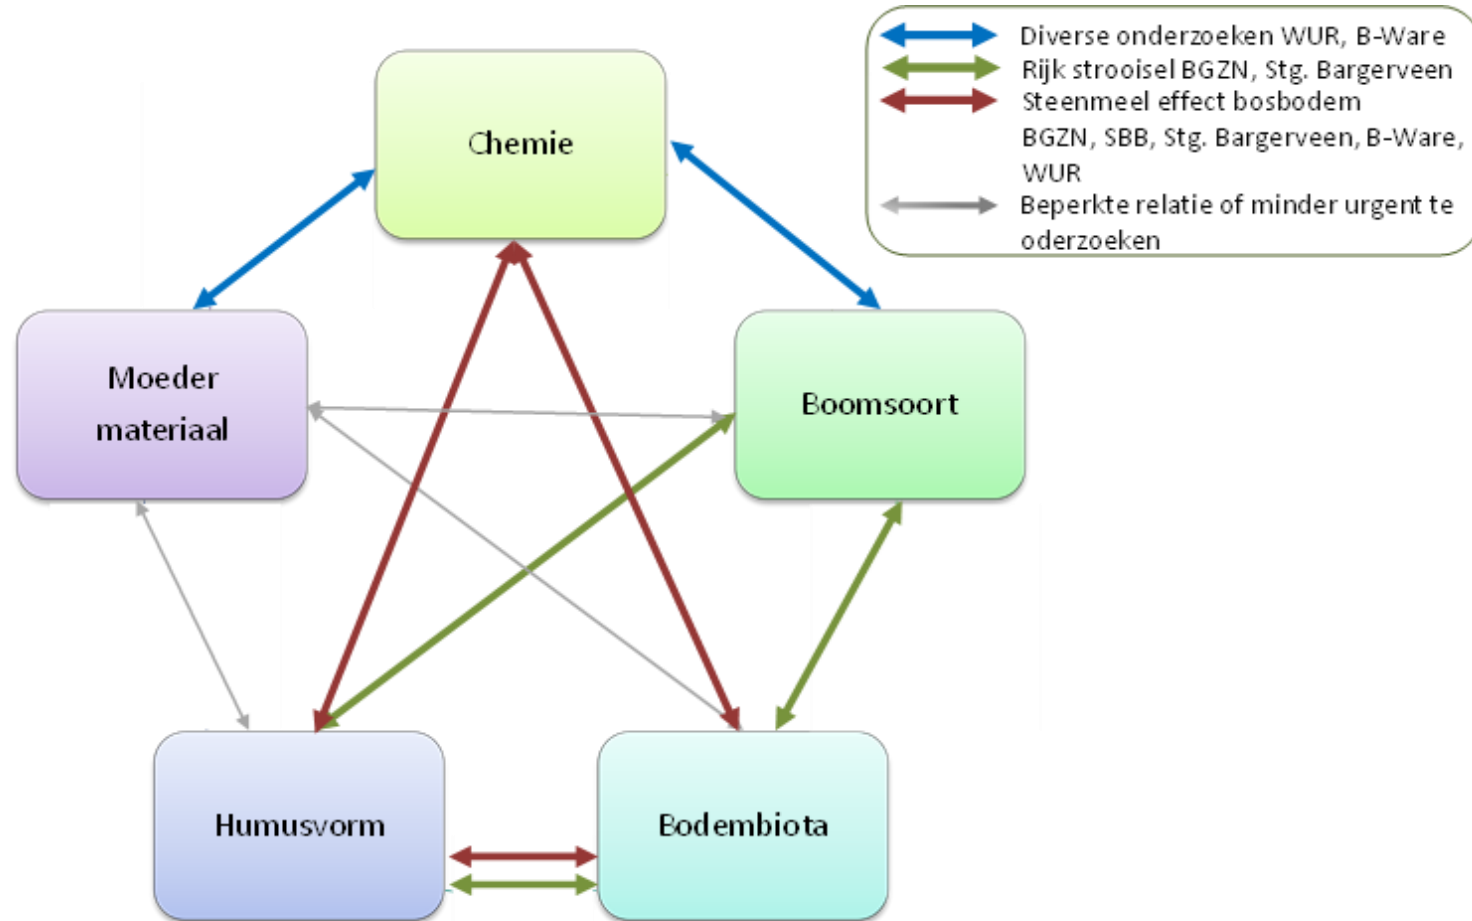 Diverse onderzoeken WUR, B-Ware
Rijk strooisel BGZN, Stg. Bargerveen
Steenmeel effect bosbodem
BGZN, SBB, Stg. Bargerveen, B-Ware,
WUR
Beperkte relatie of minder urgent te
oderzoeken
Chemie
Moeder
materiaal
Boomsoort
Humusvorm
Bodembiota